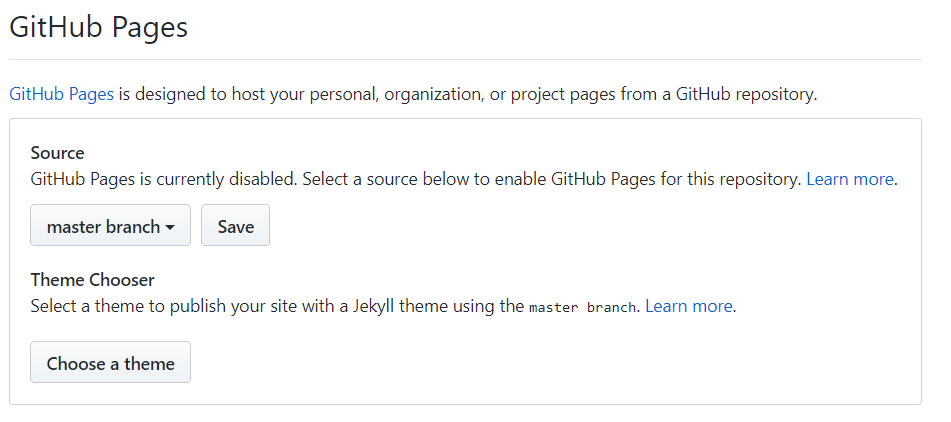 GitHub Pages
GitHub Pages is designed to host your personal, organization, or project pages from a GitHub repository.
Source
GitHub Pages is currently disabled. Select a source below to enable GitHub Pages for this repository. Learn more.
master branch Save
Theme Chooser
Select a theme to publish your site with a Jekyll theme using the master branch. Learn more.
Choose a theme